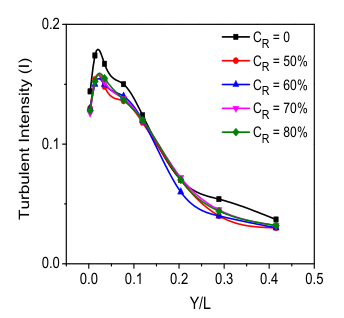 0.2
0.1
0.0
Turbulent Intensity (I)
C_R = 0
C_R = 50%
C_R = 60%
C_R = 70%
C_R = 80%
0.0 0.1 0.2 0.3 0.4 0.5
Y/L